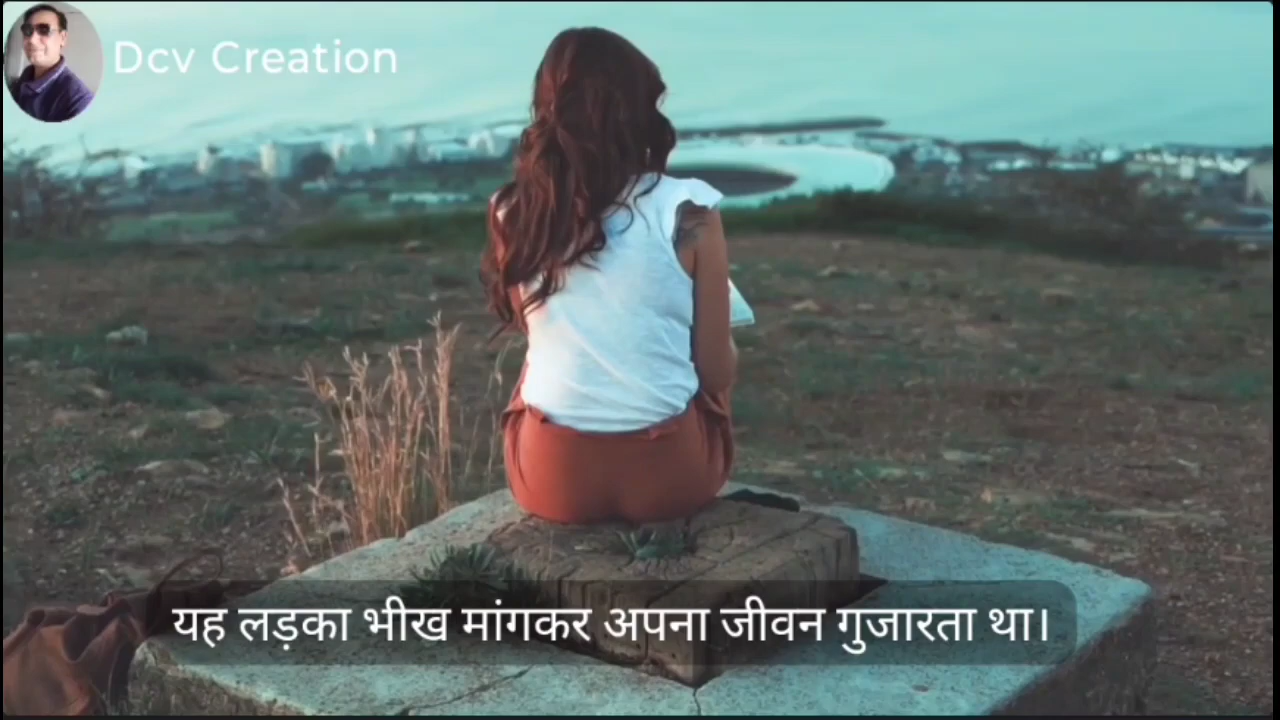 Dcv Creation
यह लड़का भीख मांगकर अपना जीवन गुजारता था।